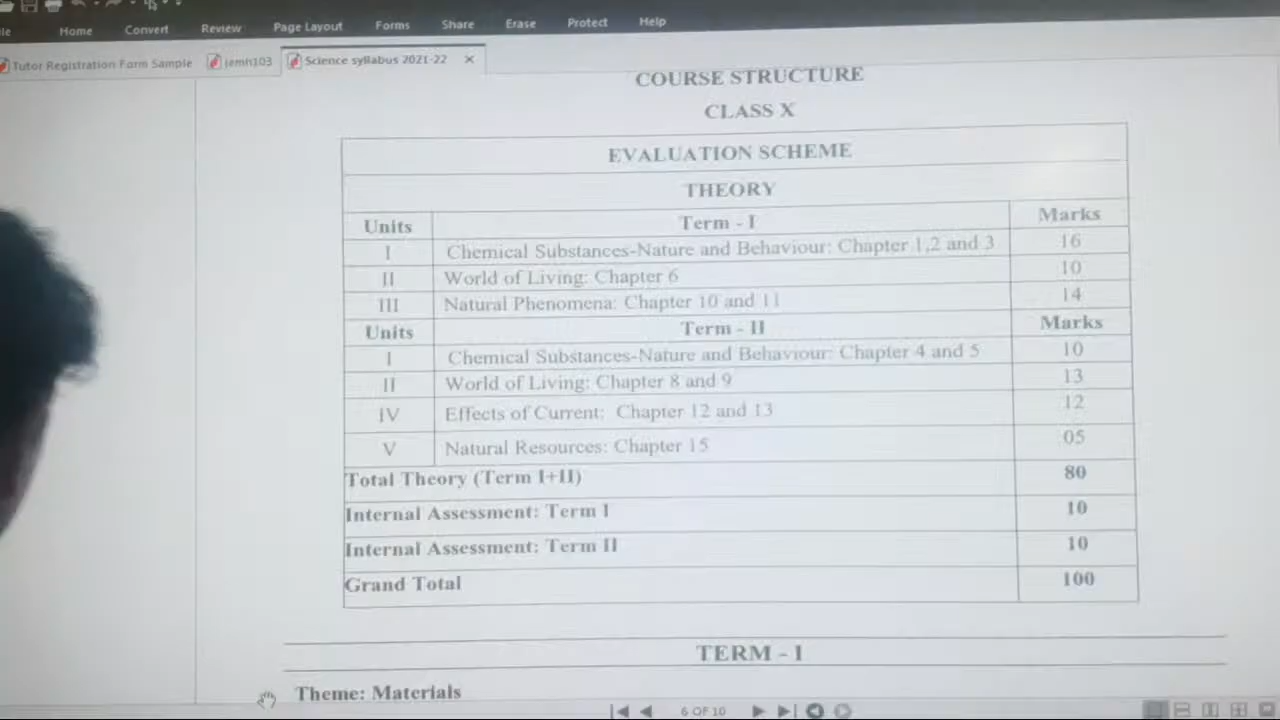 Home Convert Review Page Layout Forms Share Erase Protect Help
Tutor Registration Form Sample jemh103 Science syllabus 2021-22 ×
COURSE STRUCTURE
CLASS X
EVALUATION SCHEME
THEORY
Units Term - I Marks
I Chemical Substances-Nature and Behaviour: Chapter 1,2 and 3 16
II World of Living: Chapter 6 10
III Natural Phenomena: Chapter 10 and 11 14
Units Term - II Marks
I Chemical Substances-Nature and Behaviour: Chapter 4 and 5 10
II World of Living: Chapter 8 and 9 13
IV Effects of Current: Chapter 12 and 13 12
V Natural Resources: Chapter 15 05
Total Theory (Term I+II) 80
Internal Assessment: Term I 10
Internal Assessment: Term II 10
Grand Total 100
TERM - I
Theme: Materials
6 OF 10